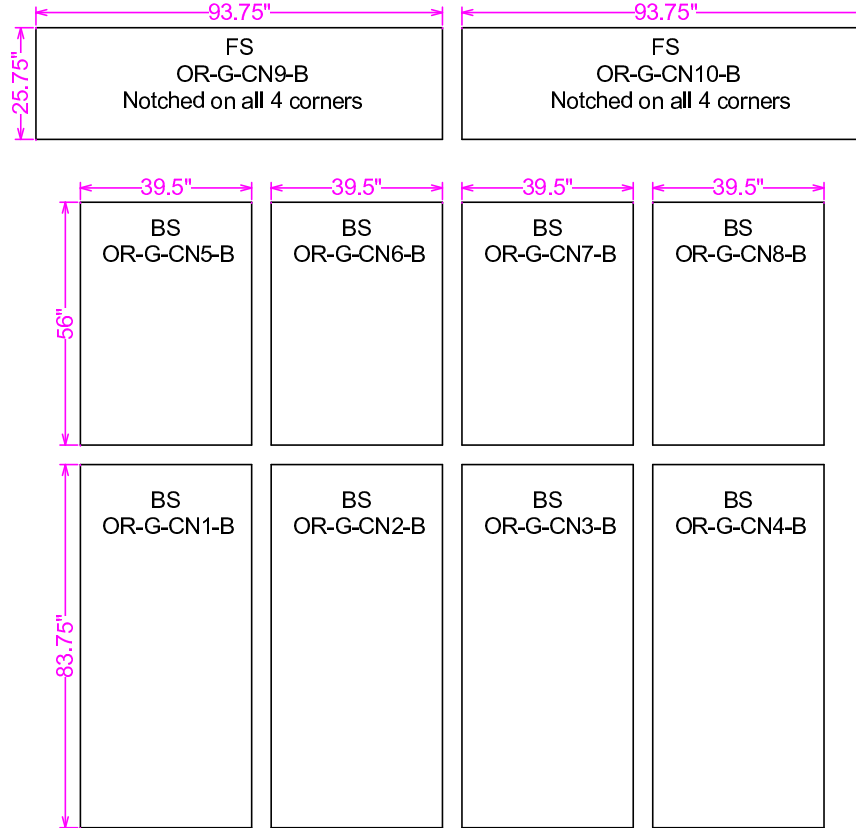 93.75" 93.75"
25.75"
FS
OR-G-CN9-B
Notched on all 4 corners
FS
OR-G-CN10-B
Notched on all 4 corners
39.5" 39.5" 39.5" 39.5"
56"
BS
OR-G-CN5-B
BS
OR-G-CN6-B
BS
OR-G-CN7-B
BS
OR-G-CN8-B
83.75"
BS
OR-G-CN1-B
BS
OR-G-CN2-B
BS
OR-G-CN3-B
BS
OR-G-CN4-B